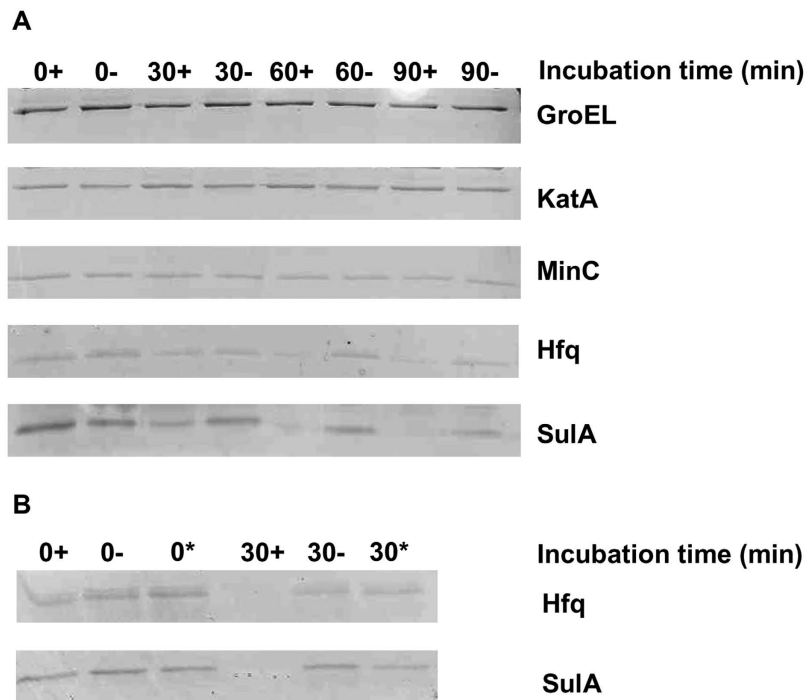 A
0+ 0- 30+ 30- 60+ 60- 90+ 90- Incubation time (min)
GroEL
KatA
MinC
Hfq
SulA
B
0+ 0- 0* 30+ 30- 30* Incubation time (min)
Hfq
SulA